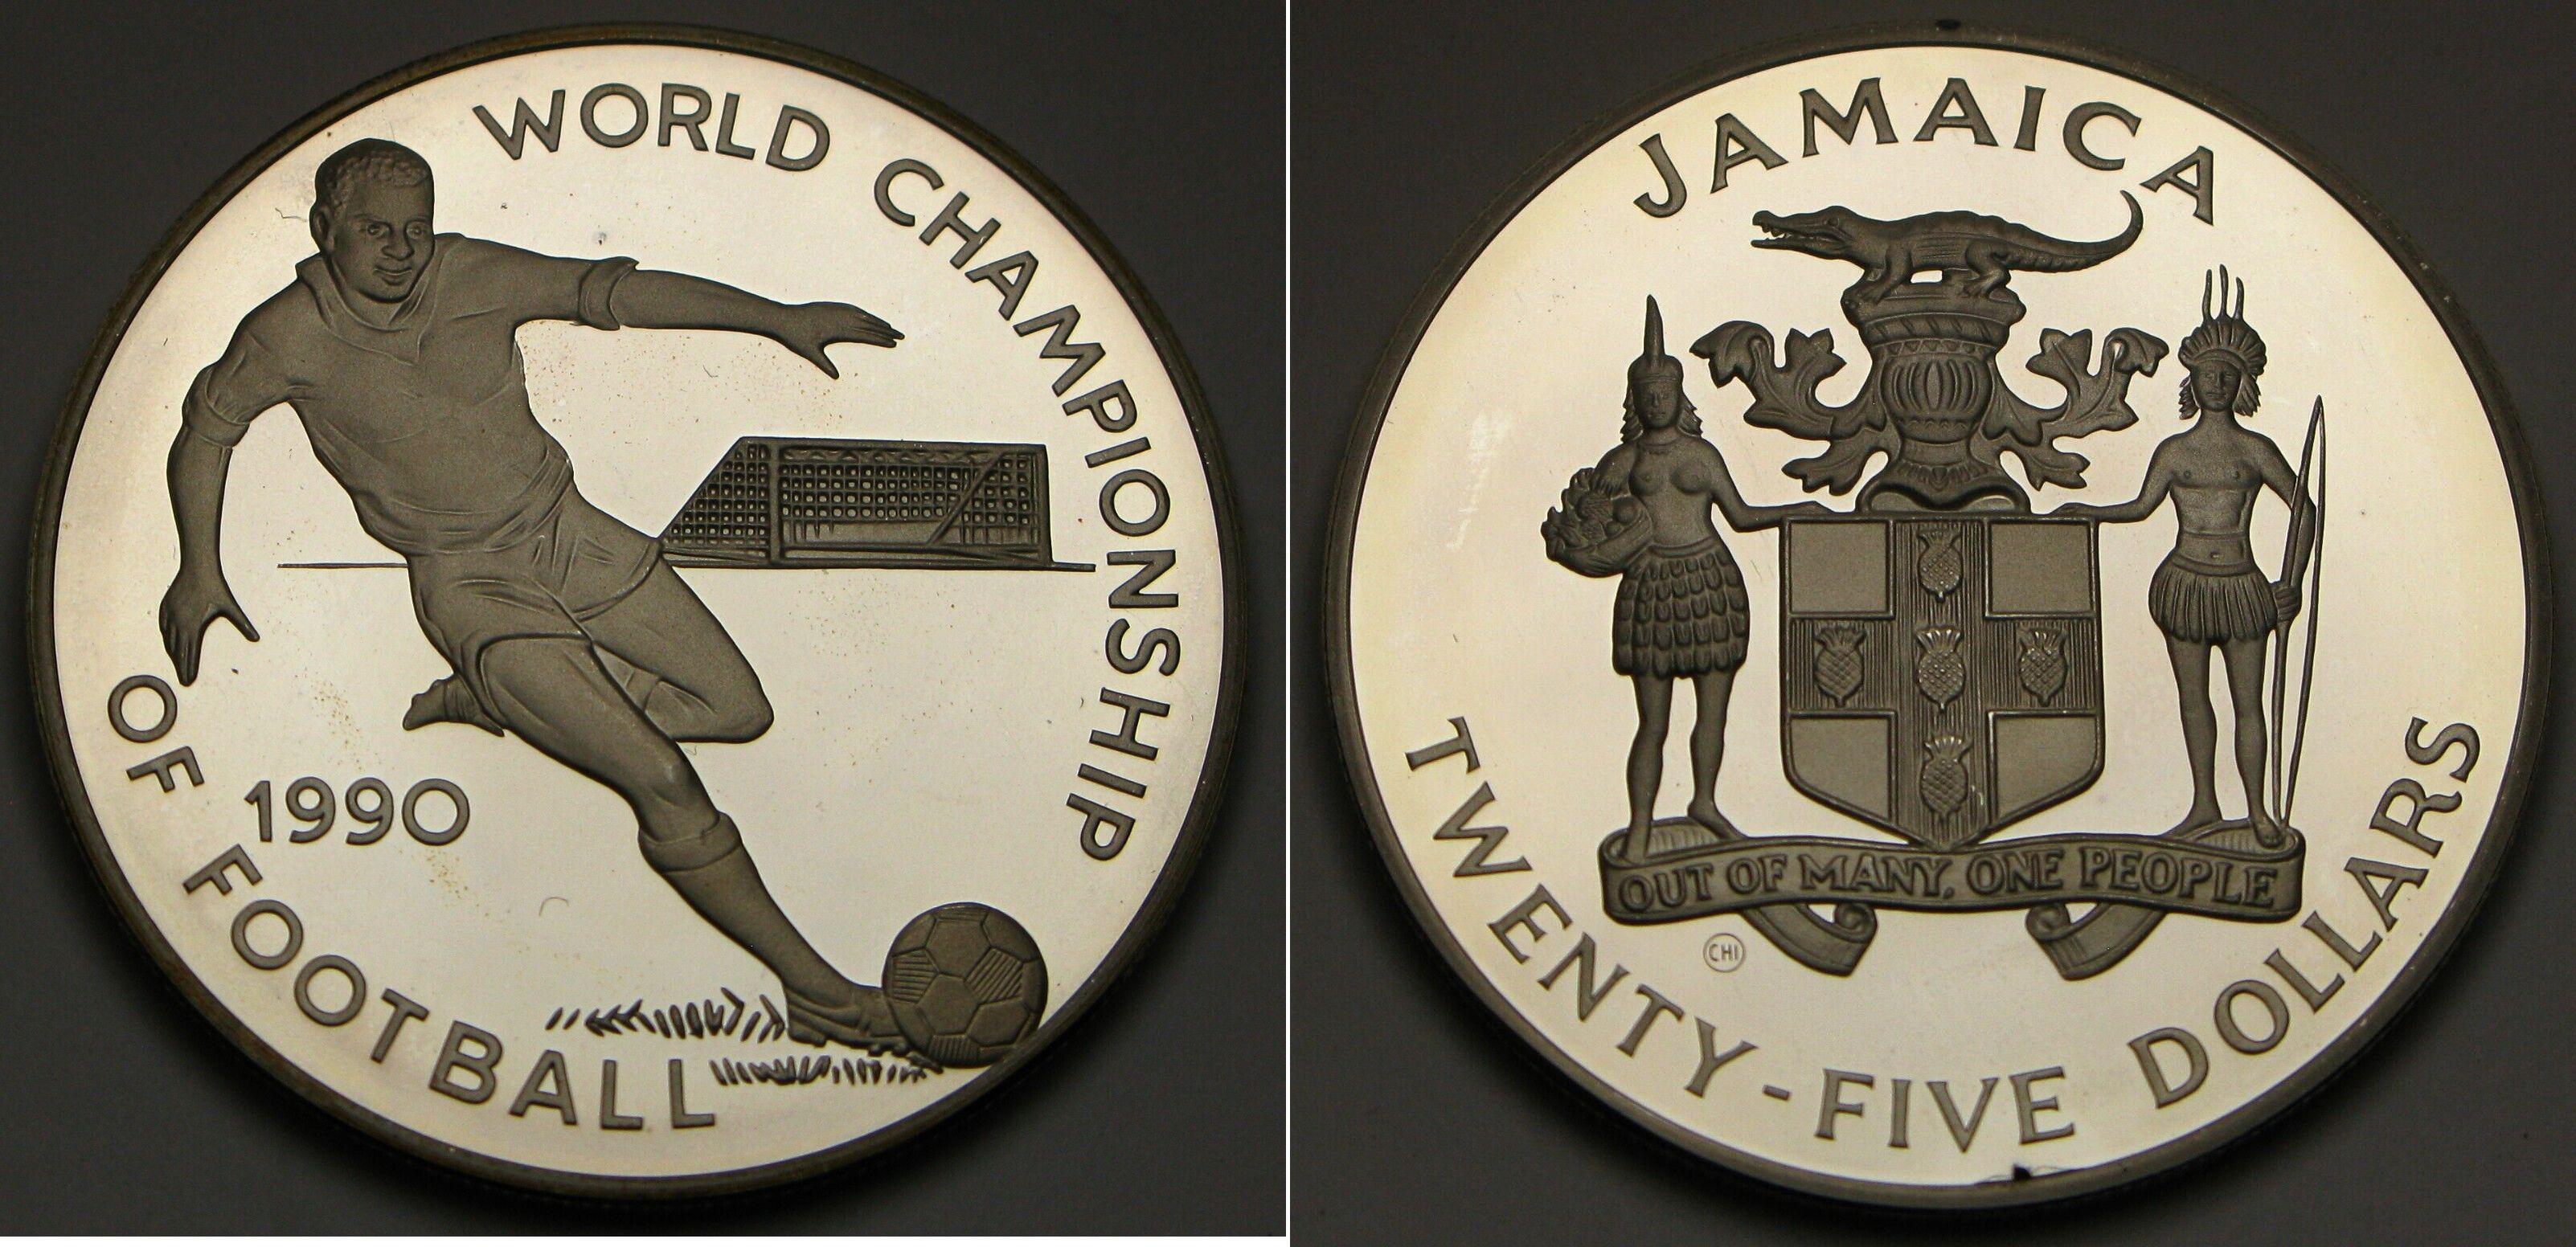 WORLD CHAMPIONSHIP
OF FOOTBALL
1990
JAMAICA
OUT OF MANY, ONE PEOPLE
CHI
TWENTY-FIVE DOLLARS